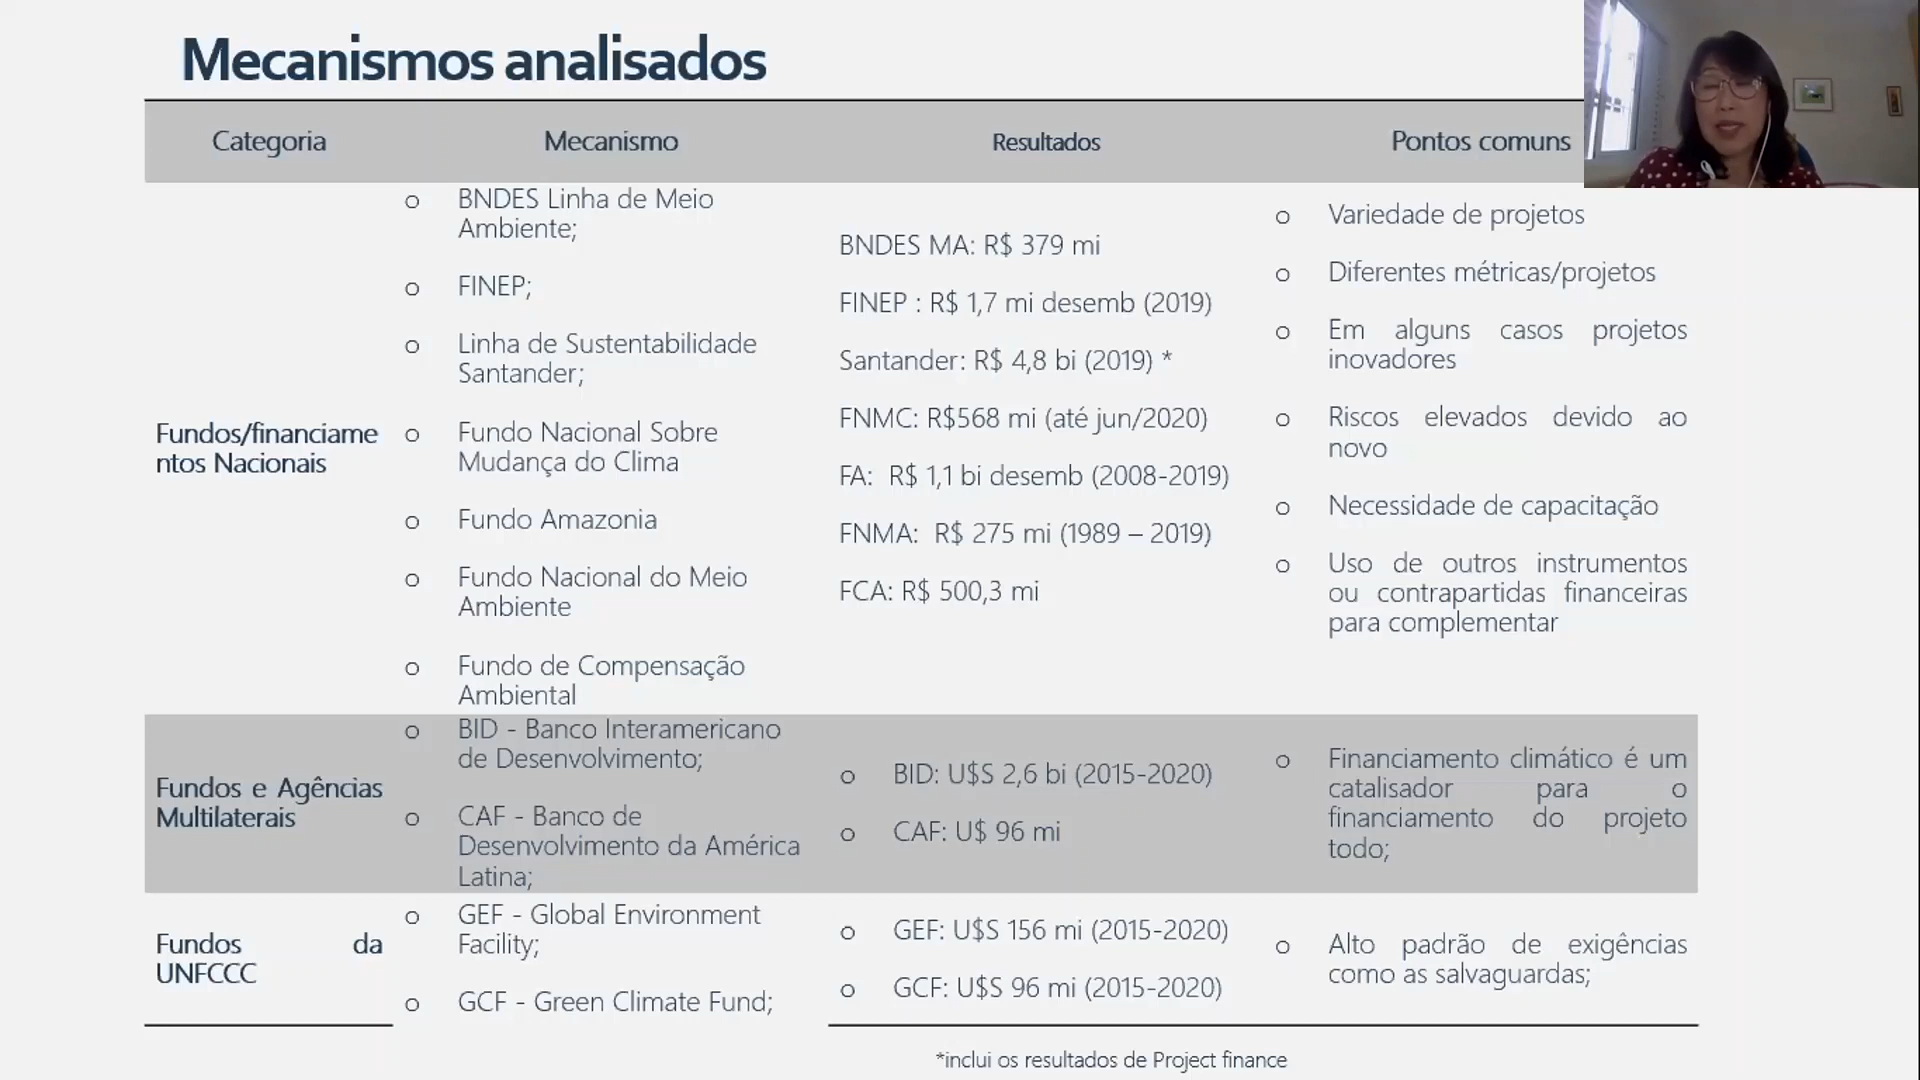 Mecanismos analisados
Categoria
Mecanismo
Resultados
Pontos comuns
Fundos/financiame
ntos Nacionais
BNDES Linha de Meio
Ambiente;
FINEP;
Linha de Sustentabilidade
Santander;
Fundo Nacional Sobre
Mudança do Clima
Fundo Amazonia
Fundo Nacional do Meio
Ambiente
Fundo de Compensação
Ambiental
BNDES MA: R$ 379 mi
FINEP : R$ 1,7 mi desemb (2019)
Santander: R$ 4,8 bi (2019) *
FNMC: R$568 mi (até jun/2020)
FA: R$ 1,1 bi desemb (2008-2019)
FNMA: R$ 275 mi (1989 – 2019)
FCA: R$ 500,3 mi
Variedade de projetos
Diferentes métricas/projetos
Em alguns casos projetos
inovadores
Riscos elevados devido ao
novo
Necessidade de capacitação
Uso de outros instrumentos
ou contrapartidas financeiras
para complementar
Fundos e Agências
Multilaterais
BID - Banco Interamericano
de Desenvolvimento;
CAF - Banco de
Desenvolvimento da América
Latina;
BID: U$S 2,6 bi (2015-2020)
CAF: U$ 96 mi
Financiamento climático é um
catalisador para o
financiamento do projeto
todo;
Fundos da
UNFCCC
GEF - Global Environment
Facility;
GCF - Green Climate Fund;
GEF: U$S 156 mi (2015-2020)
GCF: U$S 96 mi (2015-2020)
Alto padrão de exigências
como as salvaguardas;
*inclui os resultados de Project finance